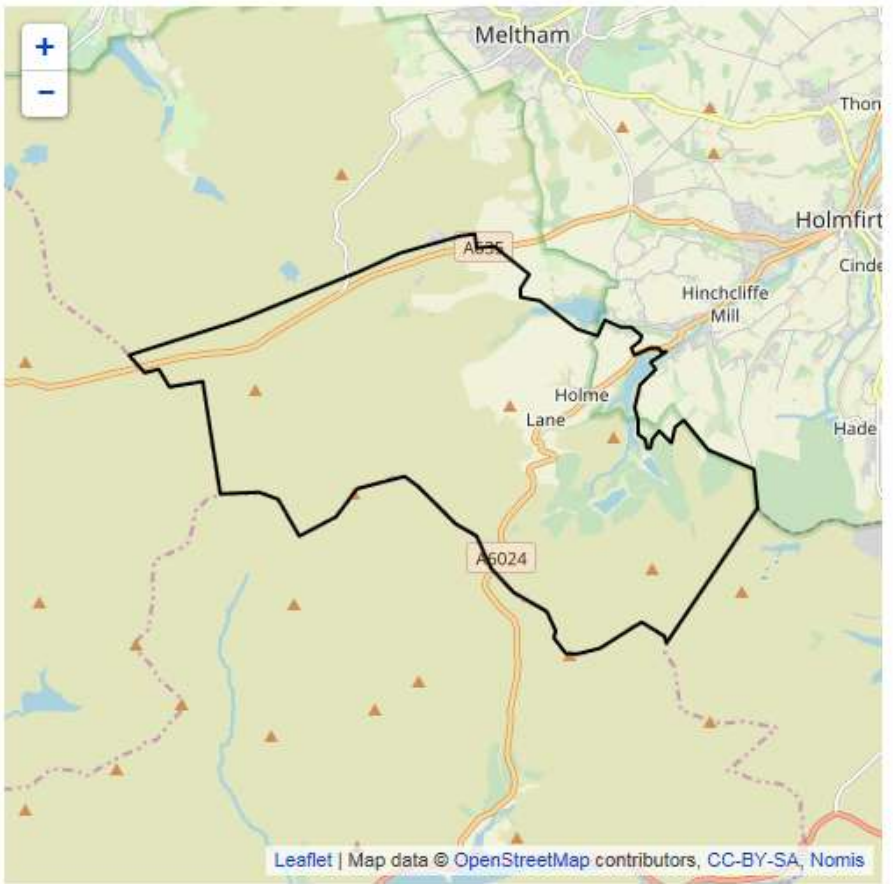 +
−
Meltham
Thon
Holmfirt
Cinde
A635
Hinchcliffe
Mill
Holme
Lane
Hade
A6024
Leaflet | Map data © OpenStreetMap contributors, CC-BY-SA, Nomis